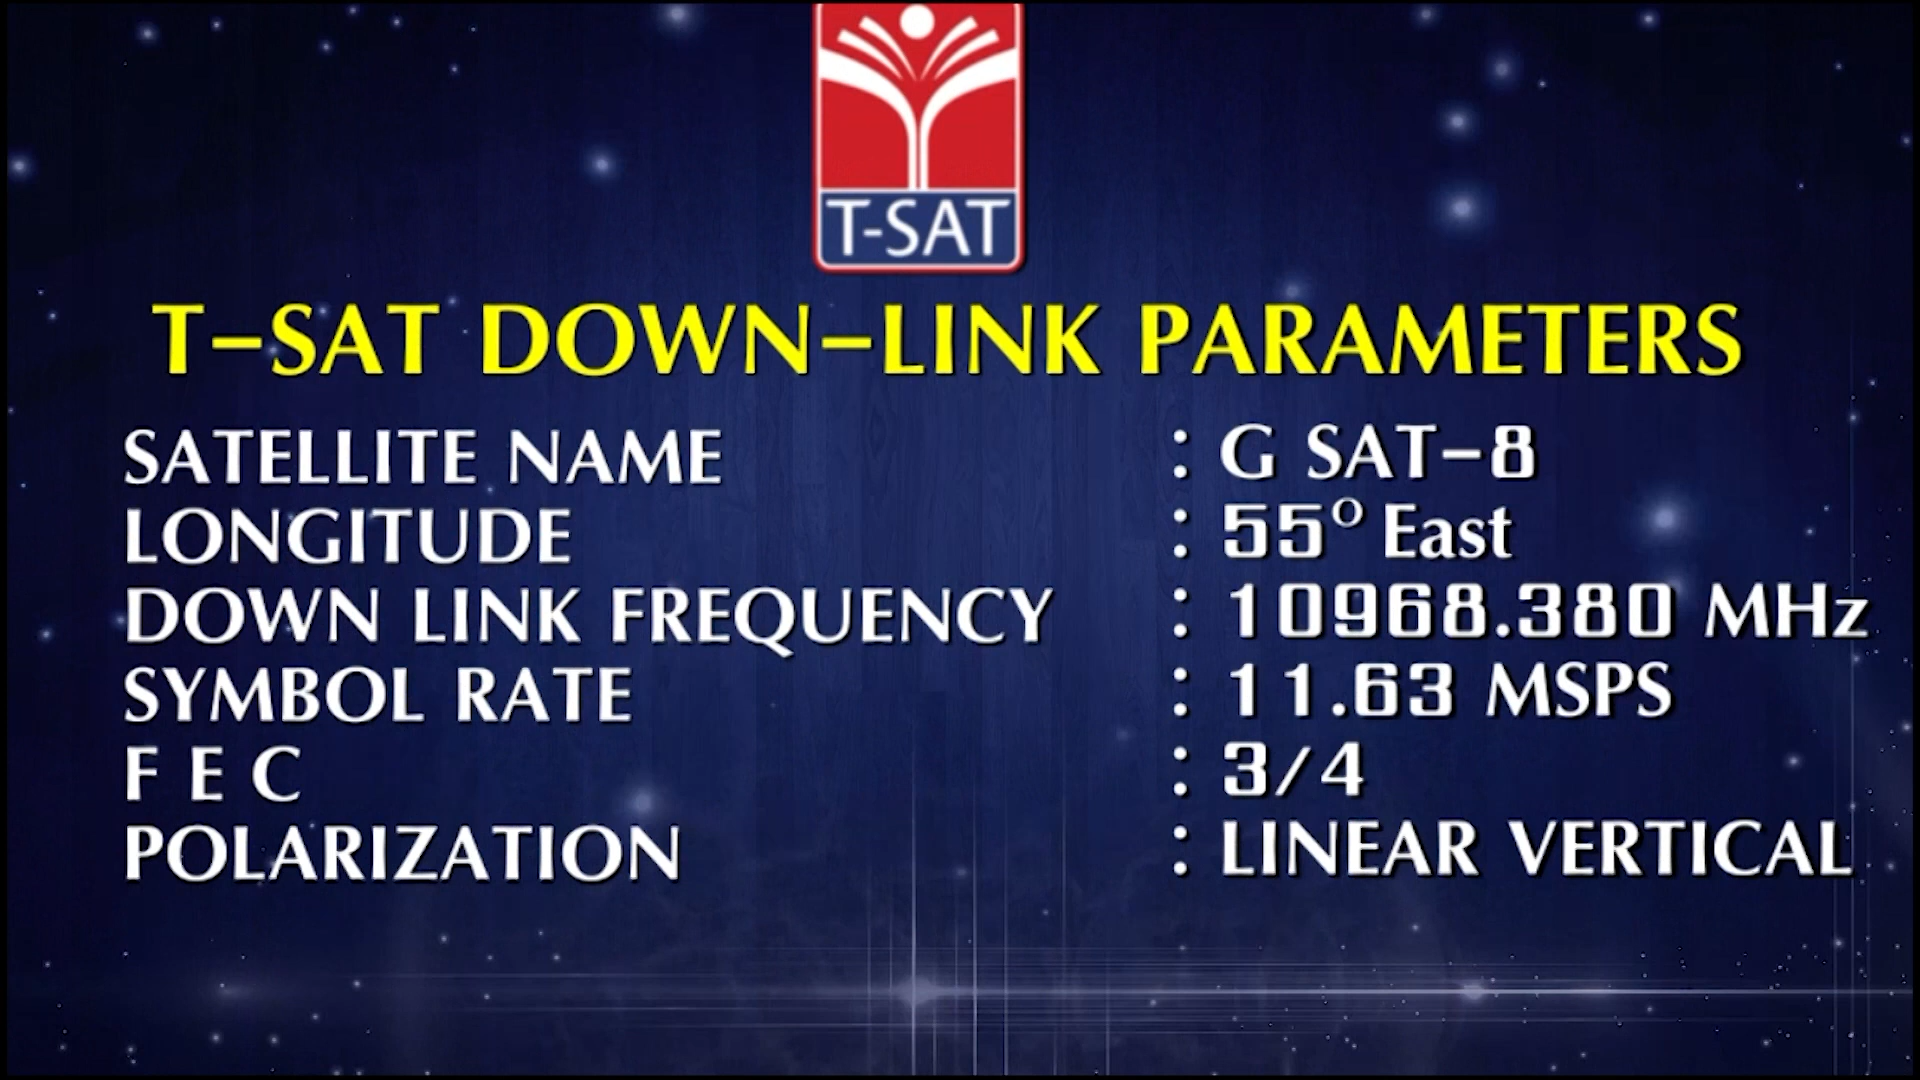 T-SAT
T-SAT DOWN-LINK PARAMETERS
SATELLITE NAME : G SAT-8
LONGITUDE : 55° East
DOWN LINK FREQUENCY : 10968.380 MHz
SYMBOL RATE : 11.63 MSPS
F E C : 3/4
POLARIZATION : LINEAR VERTICAL